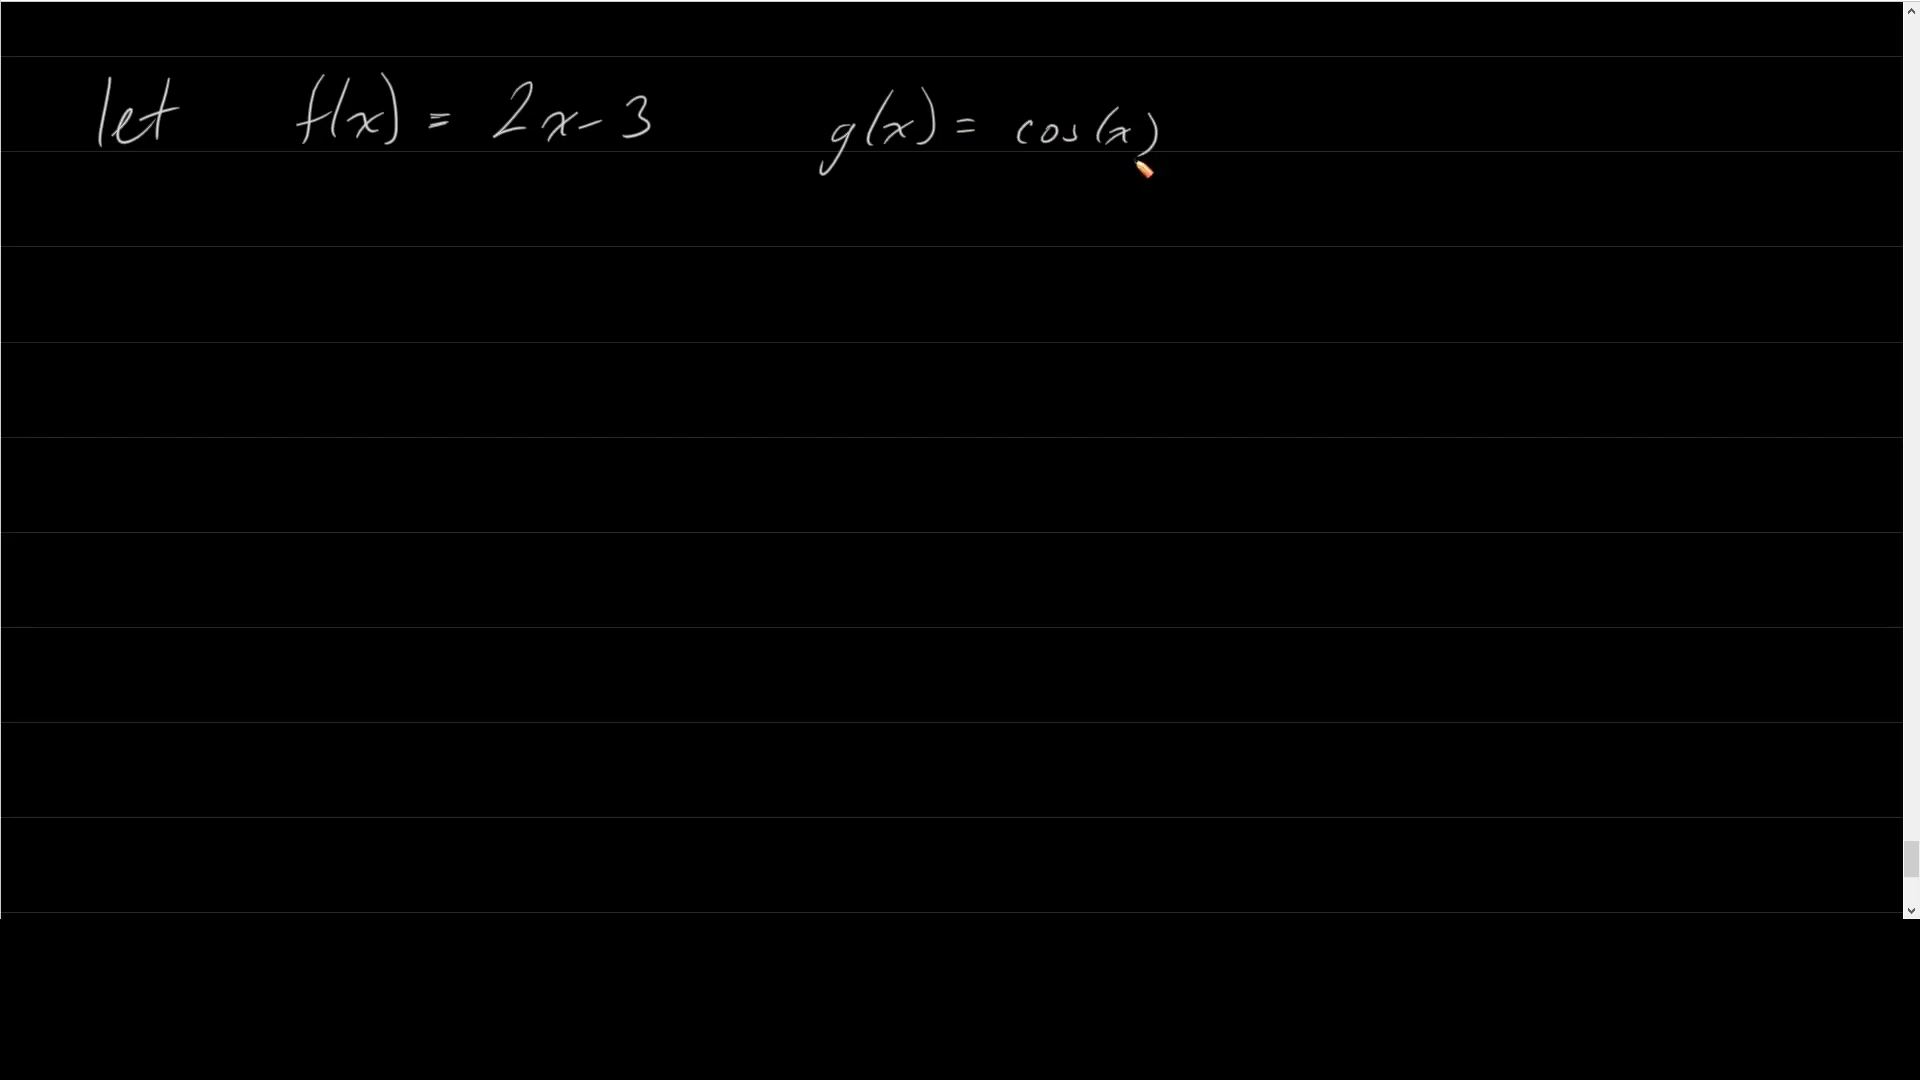 let f(x) = 2x - 3 g(x) = cos(x)